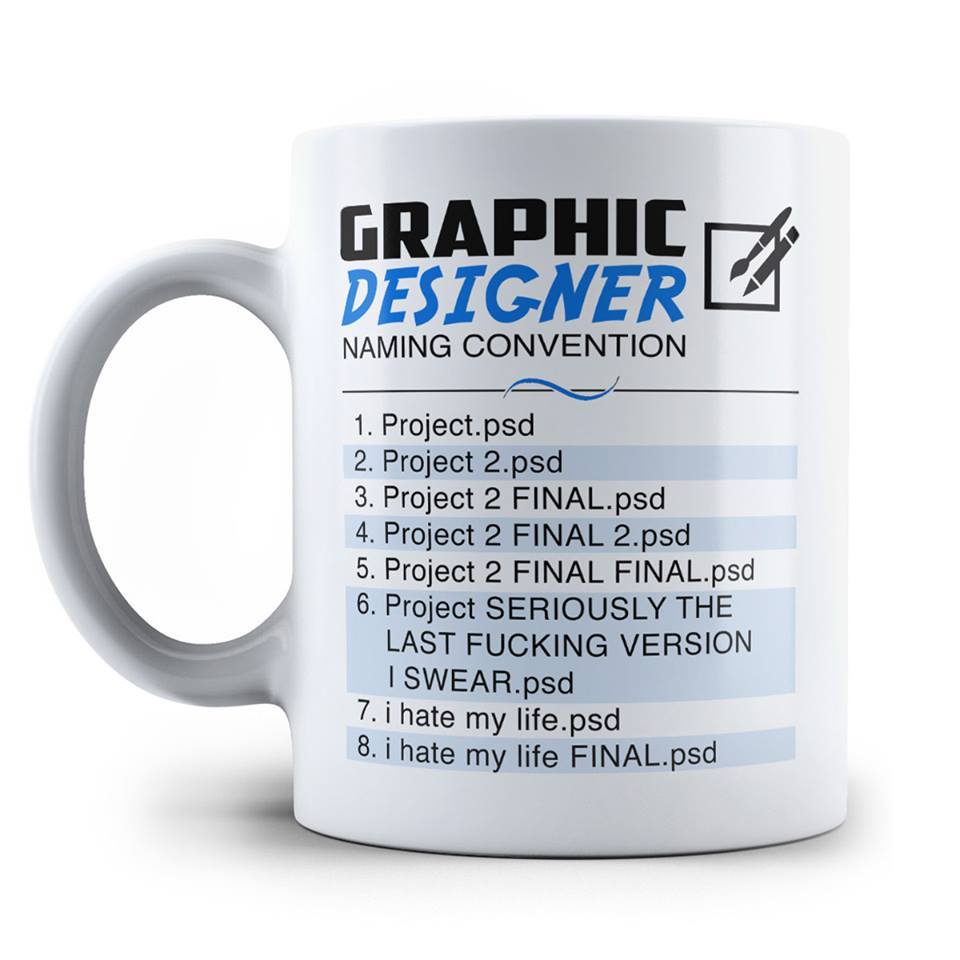 GRAPHIC
DESIGNER
NAMING CONVENTION
1. Project.psd
2. Project 2.psd
3. Project 2 FINAL.psd
4. Project 2 FINAL 2.psd
5. Project 2 FINAL FINAL.psd
6. Project SERIOUSLY THE
LAST FUCKING VERSION
I SWEAR.psd
7. i hate my life.psd
8. i hate my life FINAL.psd